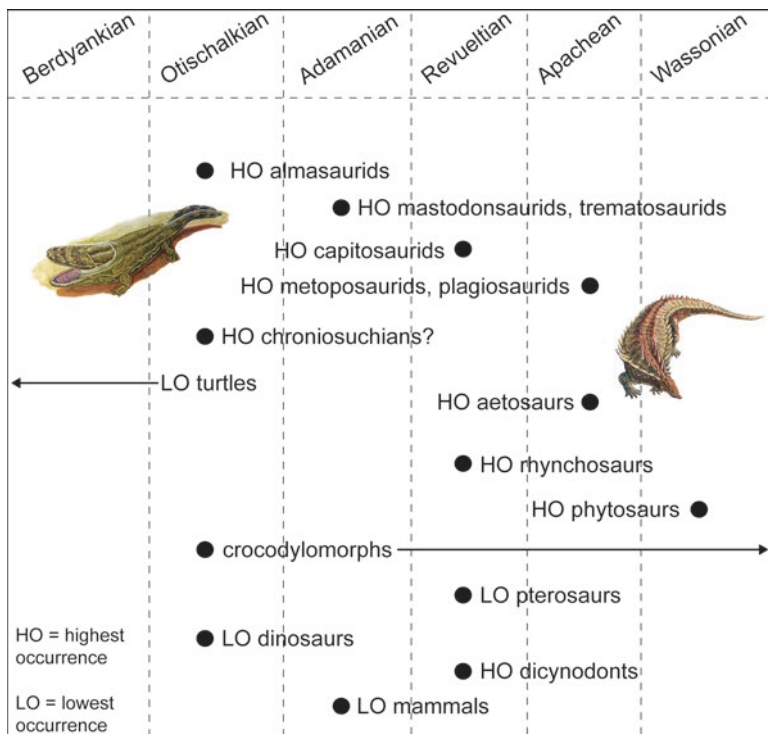 Berdyankian
Otischalkian
Adamanian
Revueltian
Apachean
Wassonian
HO almasaurids
HO mastodonsaurids, trematosaurids
HO capitosaurids
HO metoposaurids, plagiosaurids
HO chroniosuchians?
LO turtles
HO aetosaurs
HO rhynchosaurs
HO phytosaurs
crocodylomorphs
LO pterosaurs
LO dinosaurs
HO dicynodonts
LO mammals
HO = highest
occurrence
LO = lowest
occurrence